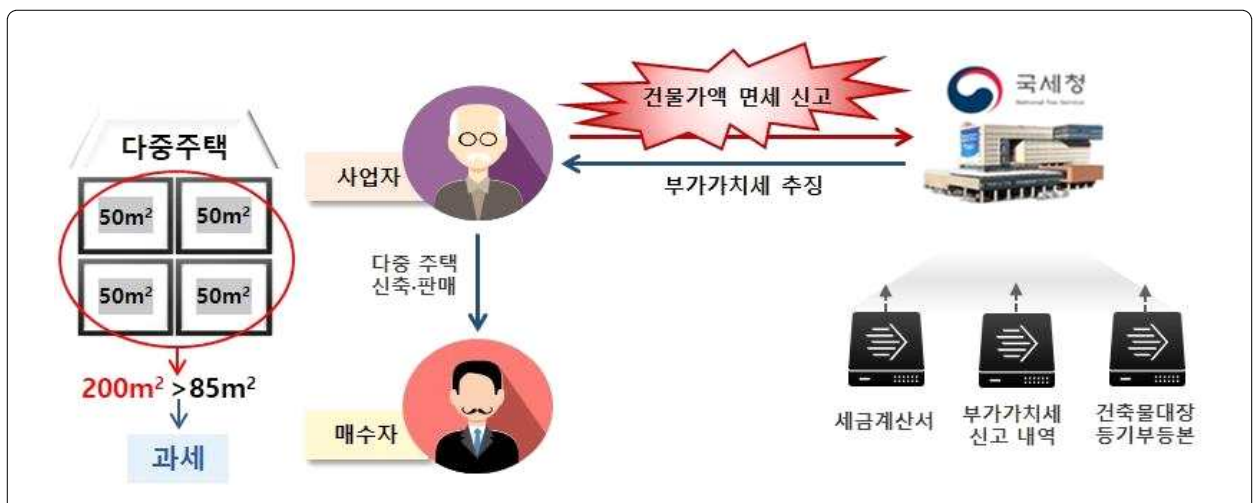 다중주택
50m²
50m²
50m²
50m²
200m² > 85m²
과세
사업자
다중 주택
신축·판매
매수자
건물가액 면세 신고
부가가치세 추징
국세청
National Tax Service
세금계산서
부가가치세
신고 내역
건축물대장
등기부등본